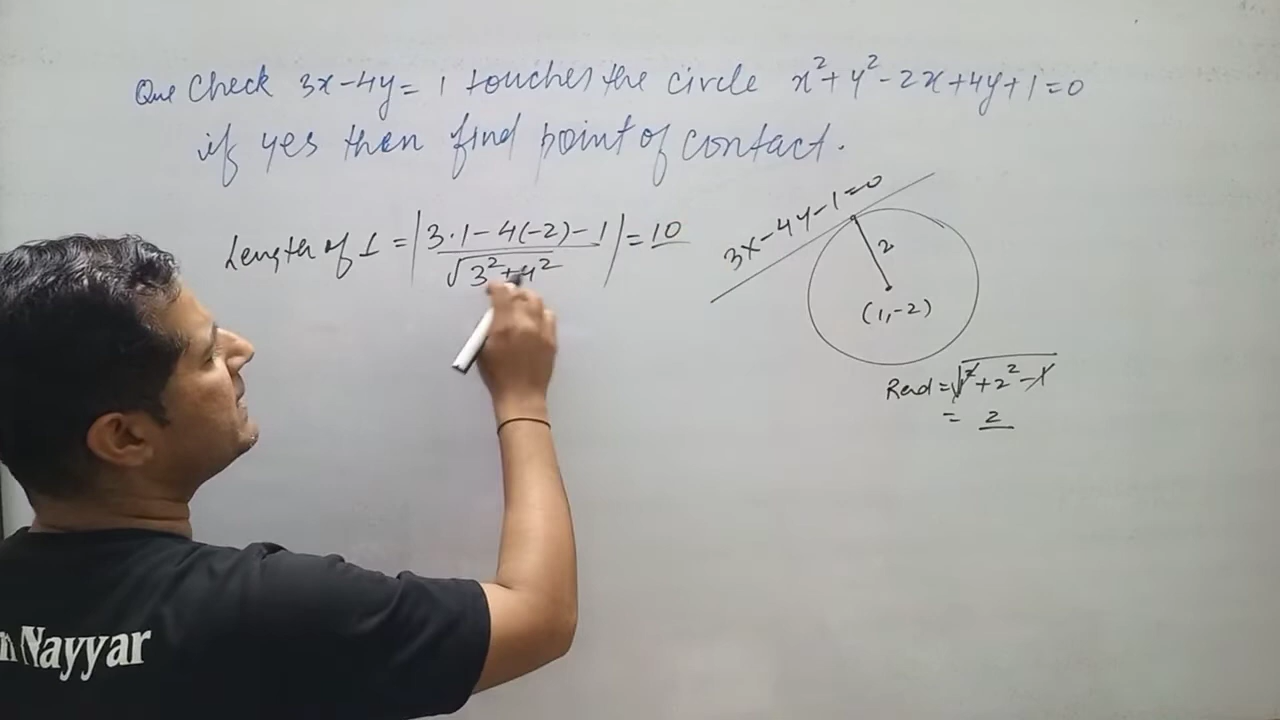 Que Check 3x-4y=1 touches the circle x²+y²-2x+4y+1=0
if yes then find point of contact.
Length of ⊥ = |3·1-4(-2)-1 / √3²+4²| = 10
3x-4y-1=0
2
(1,-2)
Rad = √1²+2²-1
= 2
Nayyar